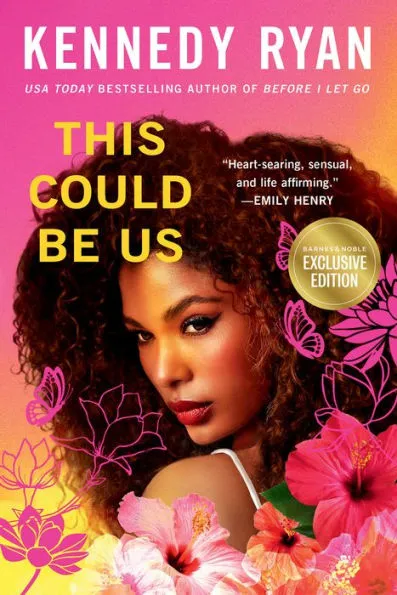 KENNEDY RYAN
USA TODAY BESTSELLING AUTHOR OF BEFORE I LET GO
THIS
COULD
BE US
“Heart-searing, sensual,
and life affirming.”
—EMILY HENRY
BARNES & NOBLE
EXCLUSIVE
EDITION